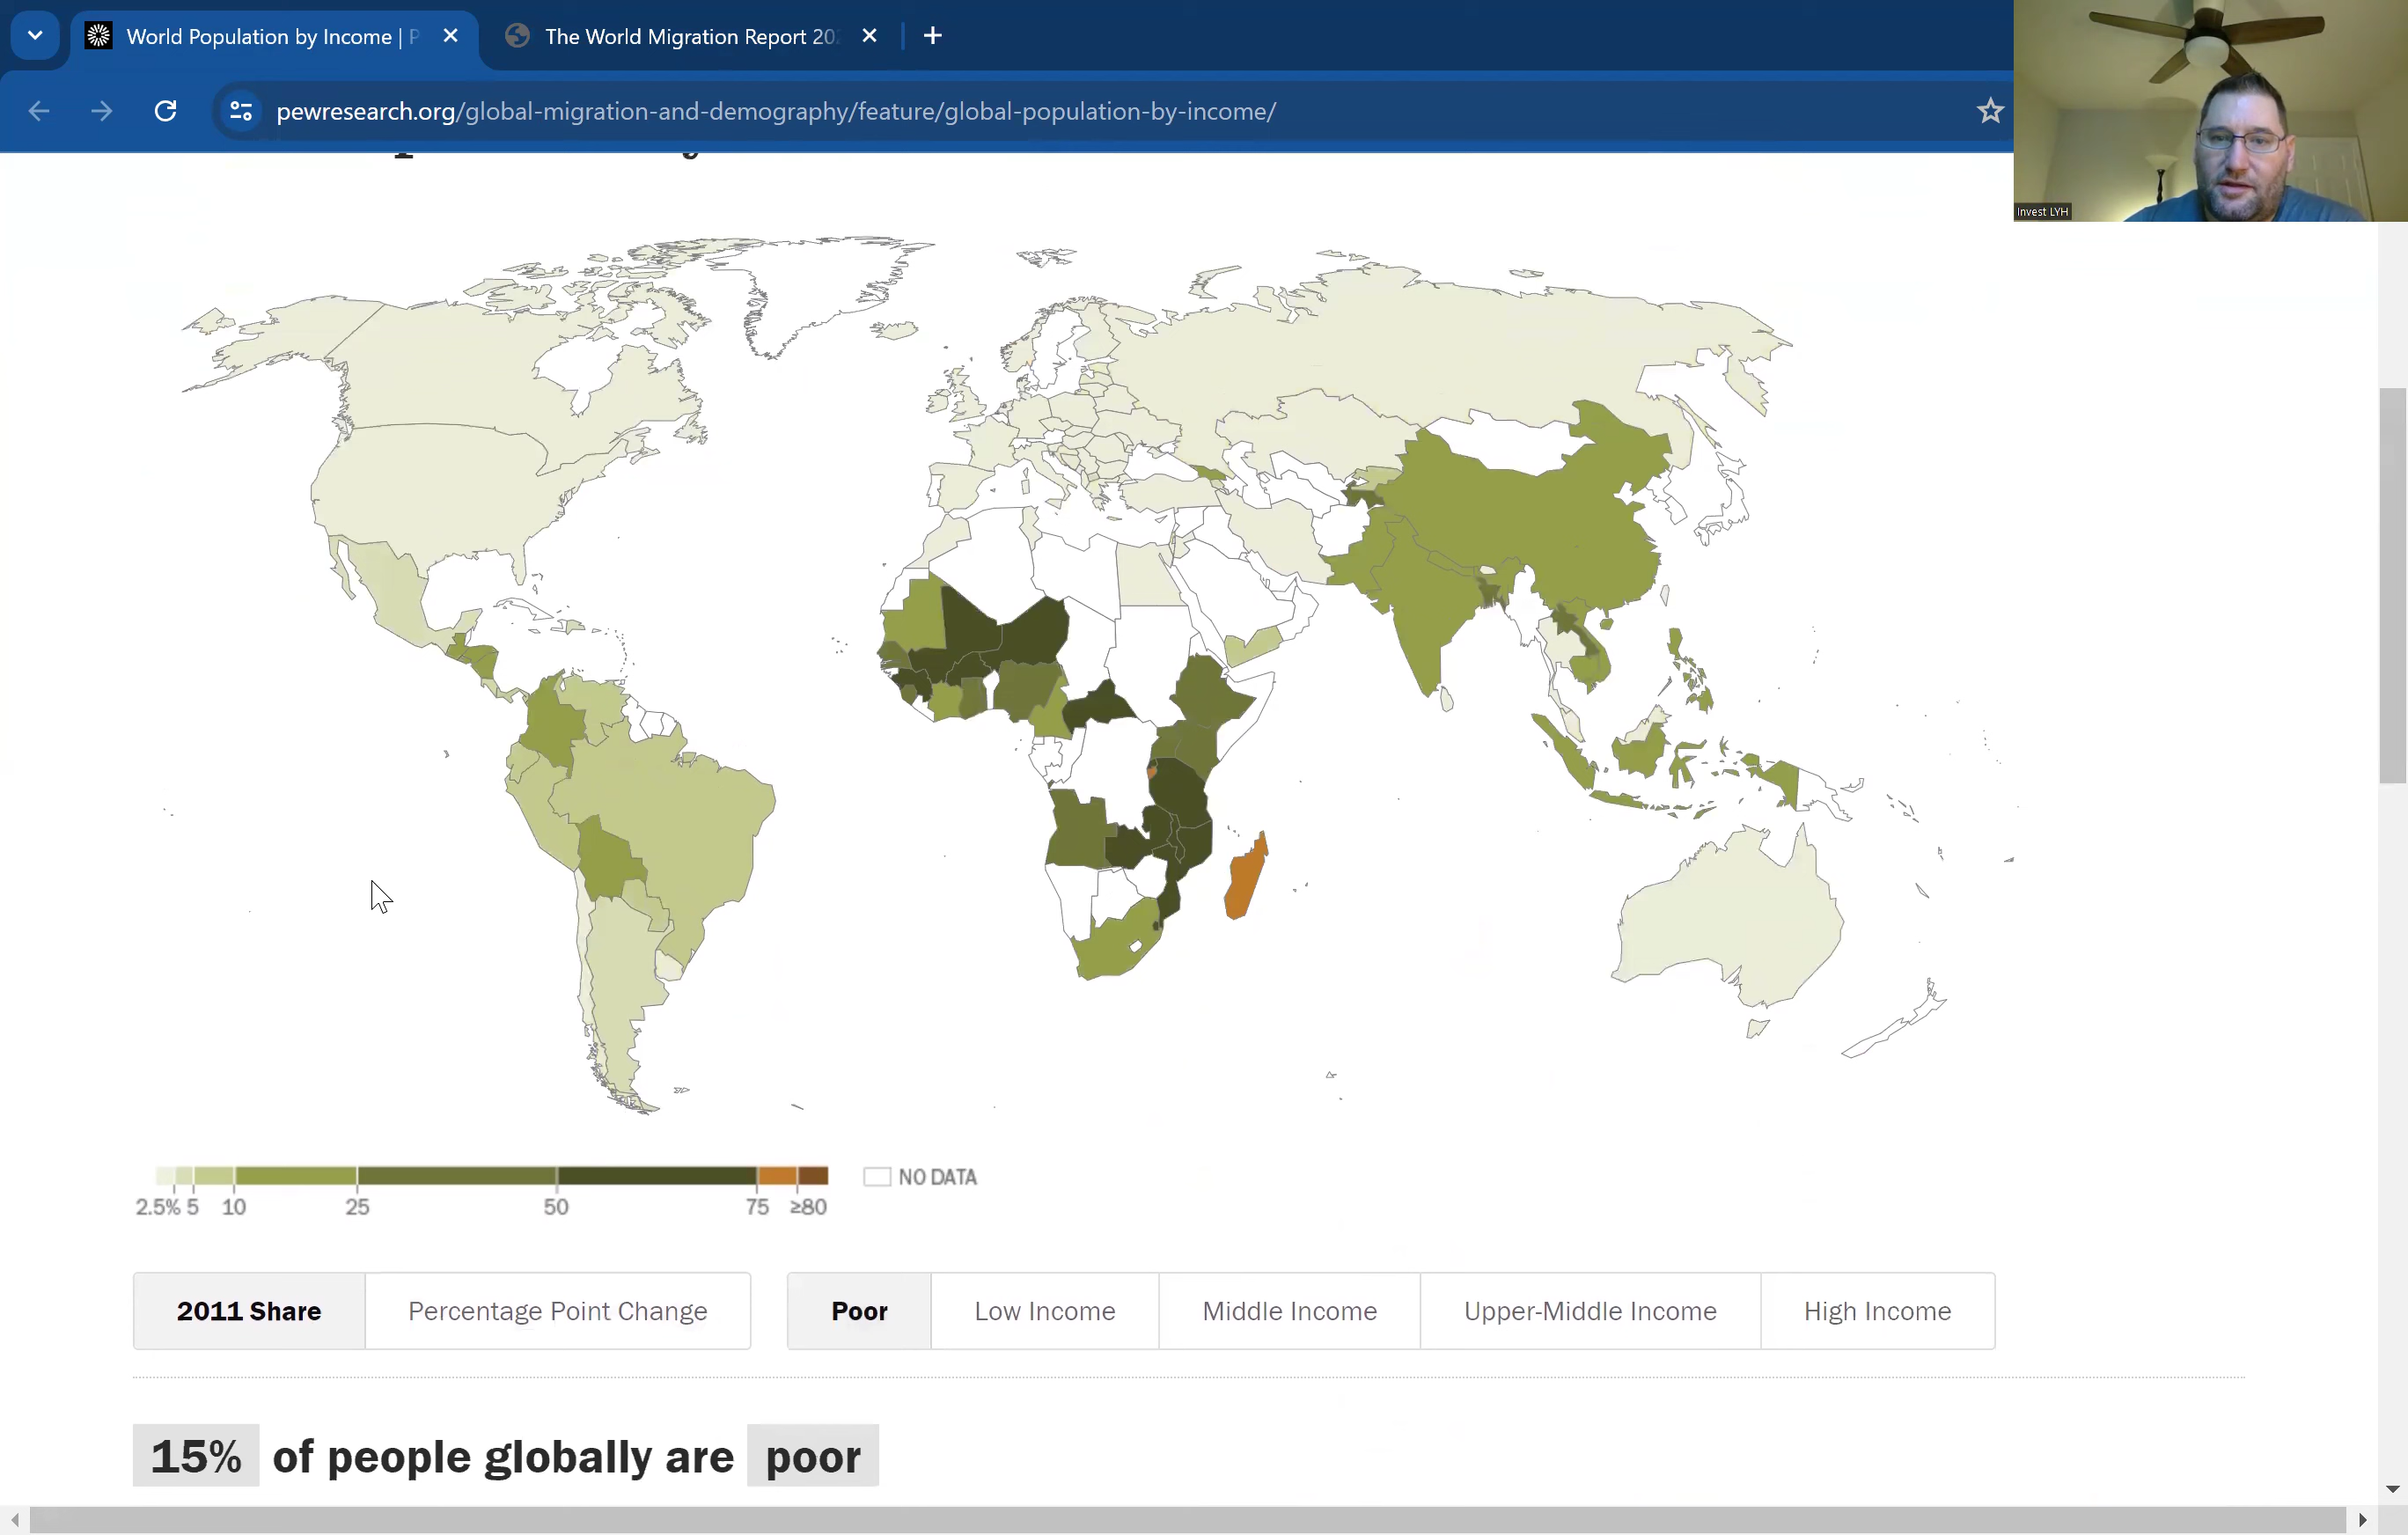 World Population by Income | P
The World Migration Report 20
pewresearch.org/global-migration-and-demography/feature/global-population-by-income/
Invest LYH
NO DATA
2.5% 5 10 25 50 75 ≥80
2011 Share Percentage Point Change Poor Low Income Middle Income Upper-Middle Income High Income
15% of people globally are poor